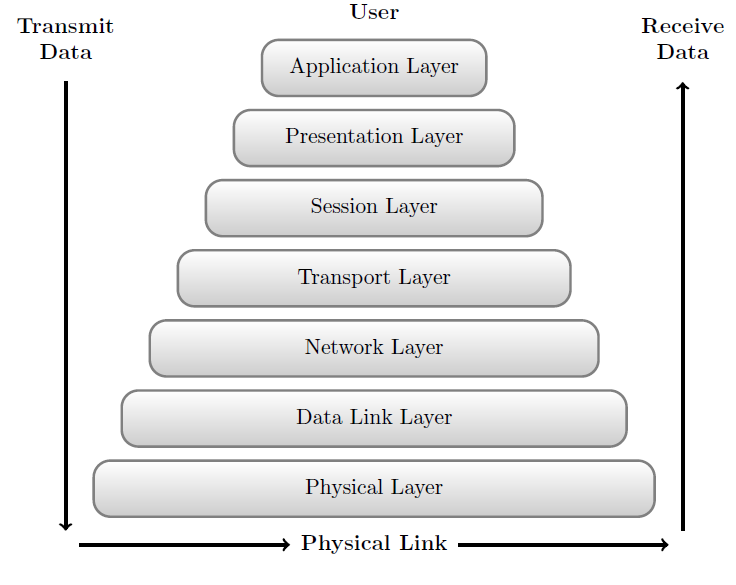 User
Transmit
Data
Receive
Data
Application Layer
Presentation Layer
Session Layer
Transport Layer
Network Layer
Data Link Layer
Physical Layer
Physical Link